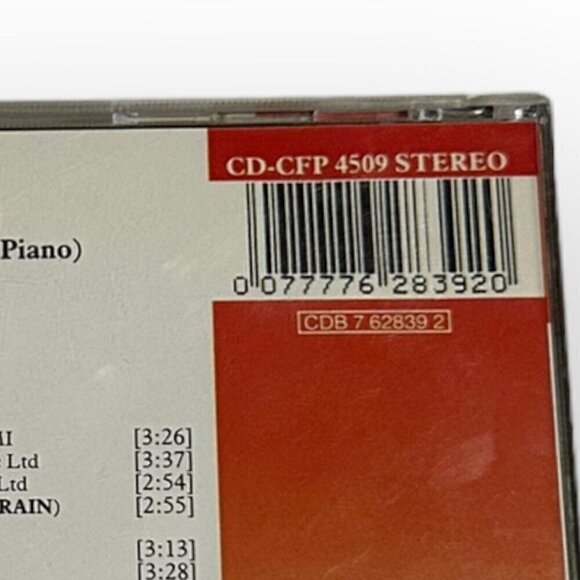 CD-CFP 4509 STEREO
Piano)
0 077776 283920
CDB 7 62839 2
MI [3:26]
Ltd [3:37]
Ltd [2:54]
RAIN) [2:55]
[3:13]
[3:28]